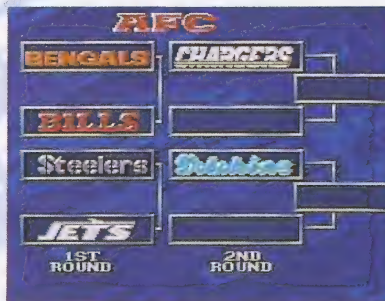 AFC
BENGALS
CHARGERS
BILLS
Steelers
Dolphins
JETS
1ST
ROUND
2ND
ROUND